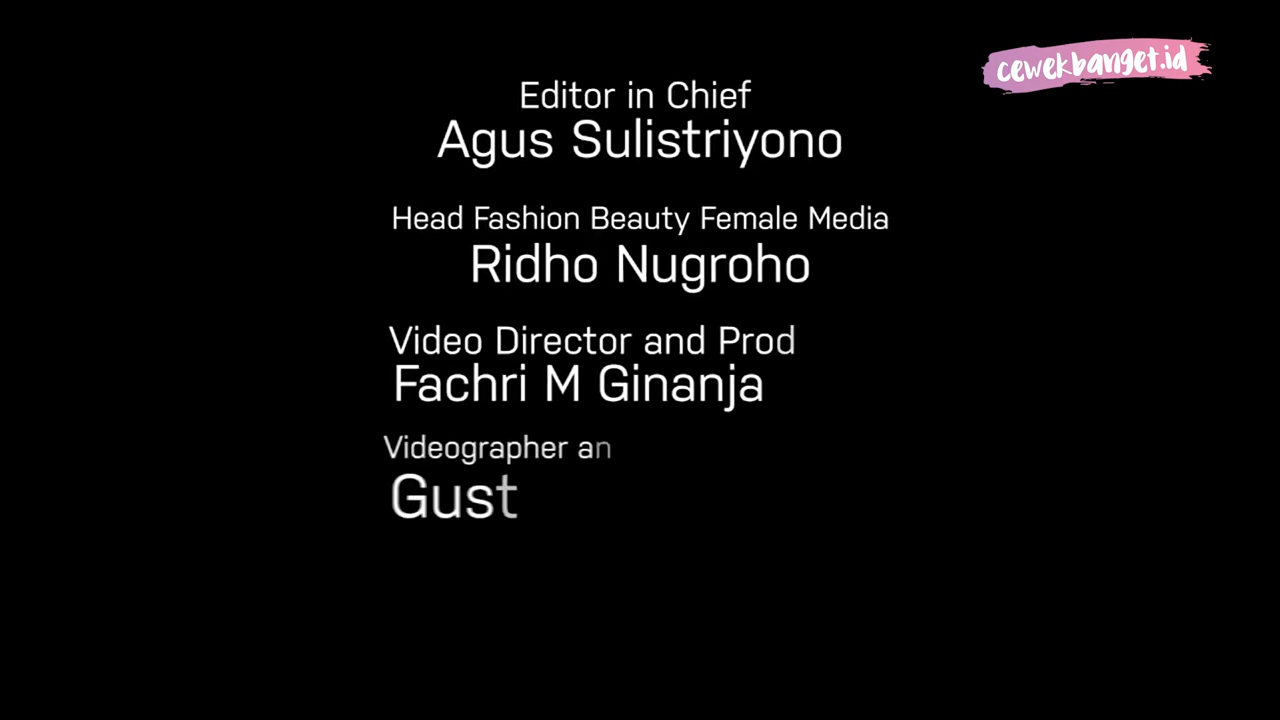 cewekbanget.id
Editor in Chief
Agus Sulistriyono
Head Fashion Beauty Female Media
Ridho Nugroho
Video Director and Prod
Fachri M Ginanja
Videographer an
Gust